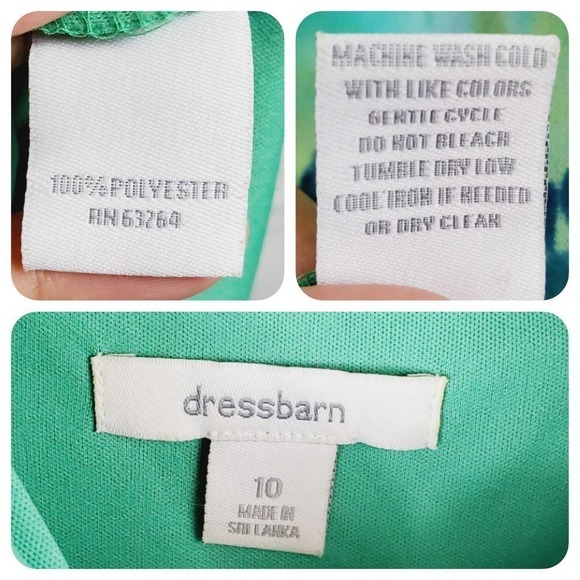 100% POLYESTER
RN 63264
MACHINE WASH COLD
WITH LIKE COLORS
GENTLE CYCLE
DO NOT BLEACH
TUMBLE DRY LOW
COOL IRON IF NEEDED
OR DRY CLEAN
dressbarn
10
MADE IN
SRI LANKA